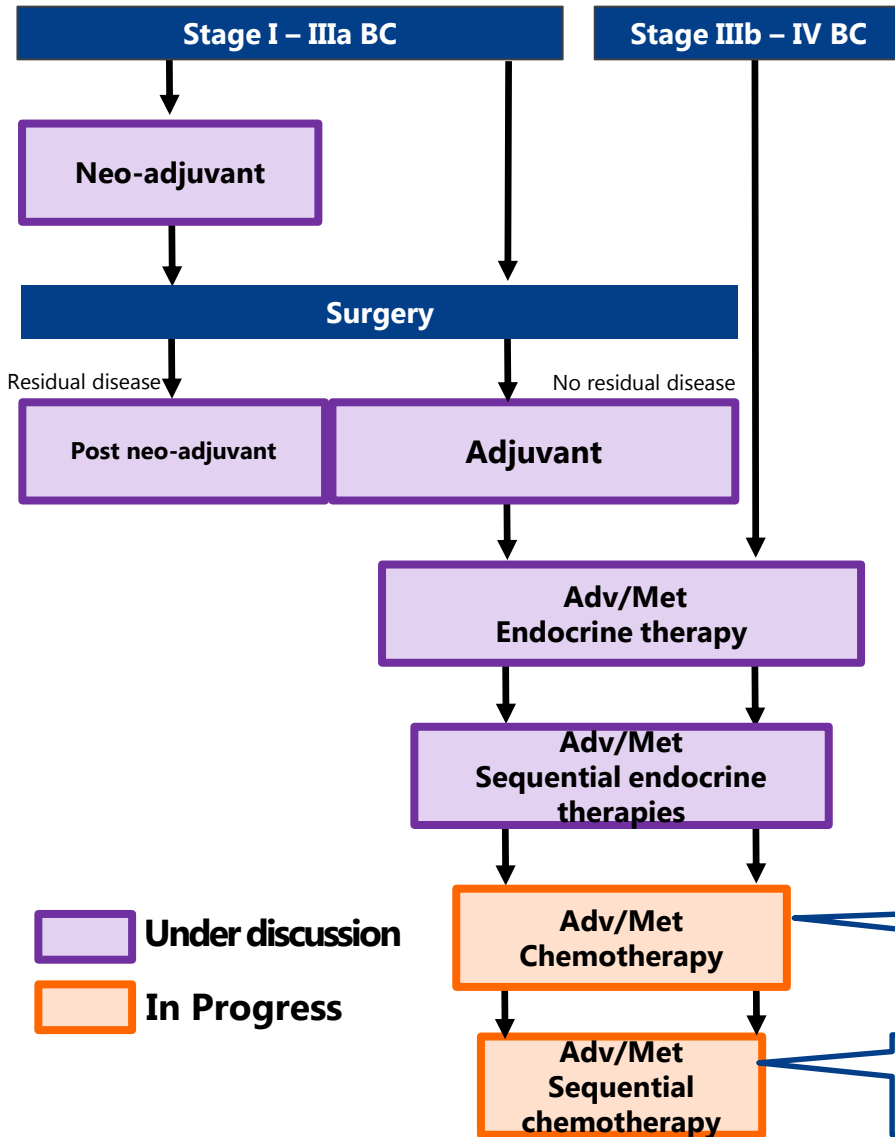 Stage I – IIIa BC
Stage IIIb – IV BC
Neo-adjuvant
Surgery
Residual disease
No residual disease
Post neo-adjuvant
Adjuvant
Adv/Met
Endocrine therapy
Adv/Met
Sequential endocrine
therapies
Under discussion
In Progress
Adv/Met
Chemotherapy
Adv/Met
Sequential
chemotherapy